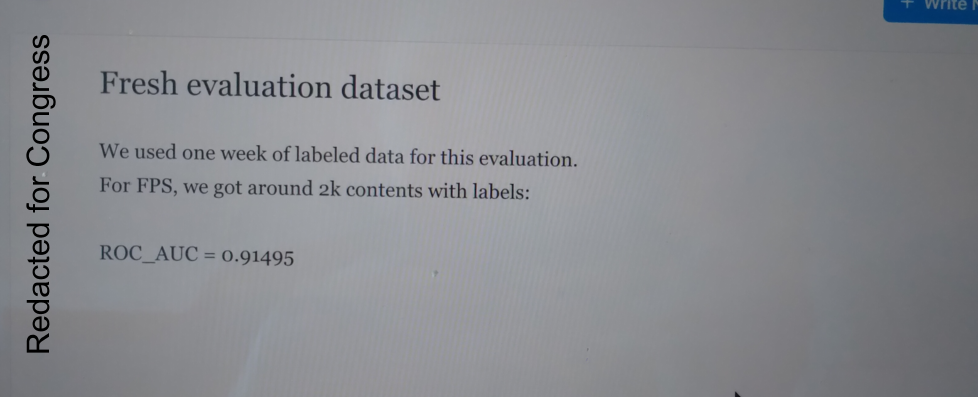 + Write
Redacted for Congress
Fresh evaluation dataset
We used one week of labeled data for this evaluation.
For FPS, we got around 2k contents with labels:
ROC_AUC = 0.91495